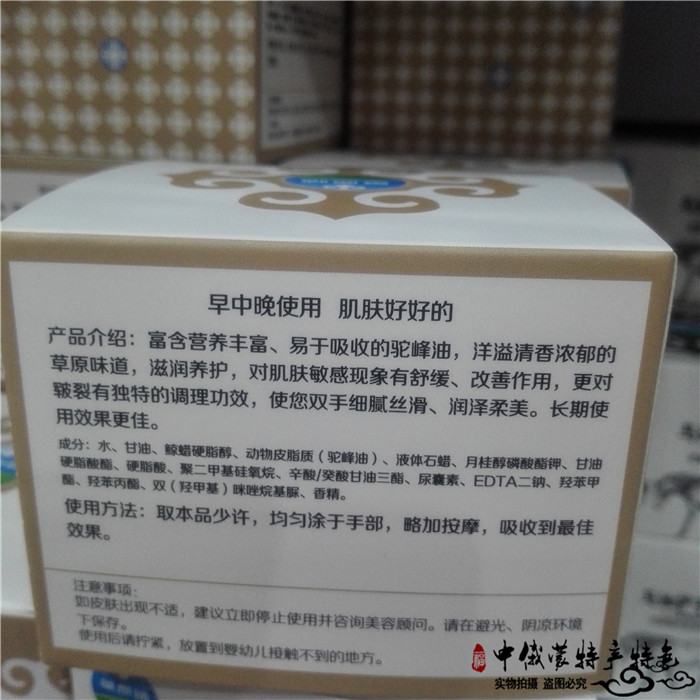 早中晚使用 肌肤好好的
产品介绍：富含营养丰富、易于吸收的驼峰油，洋溢清香浓郁的
草原味道，滋润养护，对肌肤敏感现象有舒缓、改善作用，更对
皲裂有独特的调理功效，使您双手细腻丝滑、润泽柔美。长期使
用效果更佳。
成分：水、甘油、鲸蜡硬脂醇、动物皮脂质（驼峰油）、液体石蜡、月桂醇磷酸酯钾、甘油
硬脂酸酯、硬脂酸、聚二甲基硅氧烷、辛酸/癸酸甘油三酯、尿囊素、EDTA二钠、羟苯甲
酯、羟苯丙酯、双（羟甲基）咪唑烷基脲、香精。
使用方法：取本品少许，均匀涂于手部，略加按摩，吸收到最佳
效果。
注意事项：
如皮肤出现不适，建议立即停止使用并咨询美容顾问。请在避光、阴凉环境
下保存。
使用后请拧紧，放置到婴幼儿接触不到的地方。
中俄蒙特产特色
实物拍摄 盗图必究